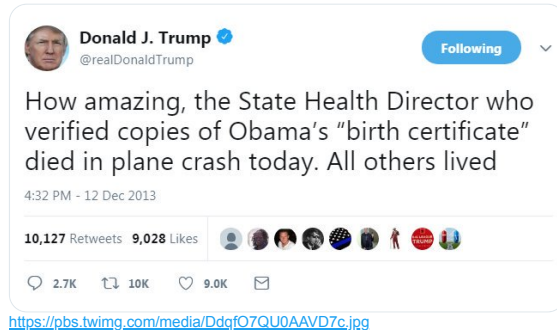 Donald J. Trump
@realDonaldTrump
Following
How amazing, the State Health Director who
verified copies of Obama's “birth certificate”
died in plane crash today. All others lived
4:32 PM - 12 Dec 2013
10,127 Retweets 9,028 Likes
2.7K 10K 9.0K
https://pbs.twimg.com/media/DdqfO7QU0AAVD7c.jpg